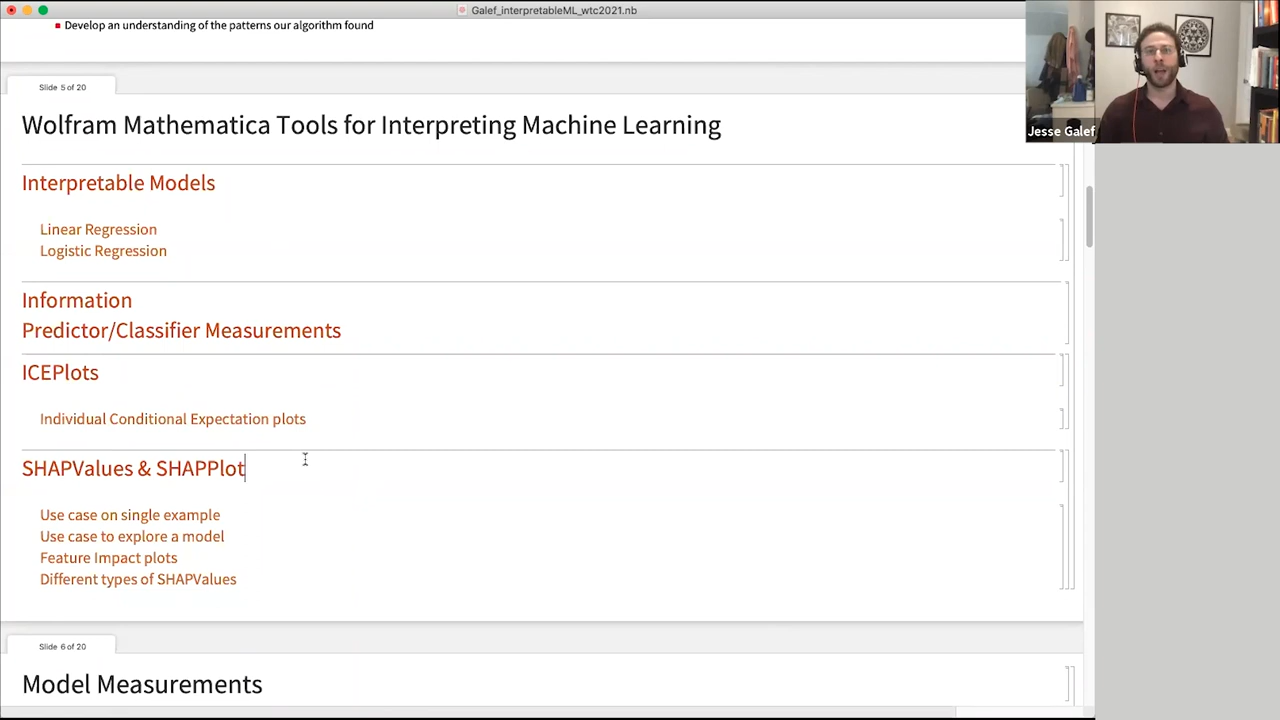 Galef_interpretableML_wtc2021.nb
Develop an understanding of the patterns our algorithm found
Jesse Galef
Slide 5 of 20
Wolfram Mathematica Tools for Interpreting Machine Learning
Interpretable Models
Linear Regression
Logistic Regression
Information
Predictor/Classifier Measurements
ICEPlots
Individual Conditional Expectation plots
SHAPValues & SHAPPlot
Use case on single example
Use case to explore a model
Feature Impact plots
Different types of SHAPValues
Slide 6 of 20
Model Measurements